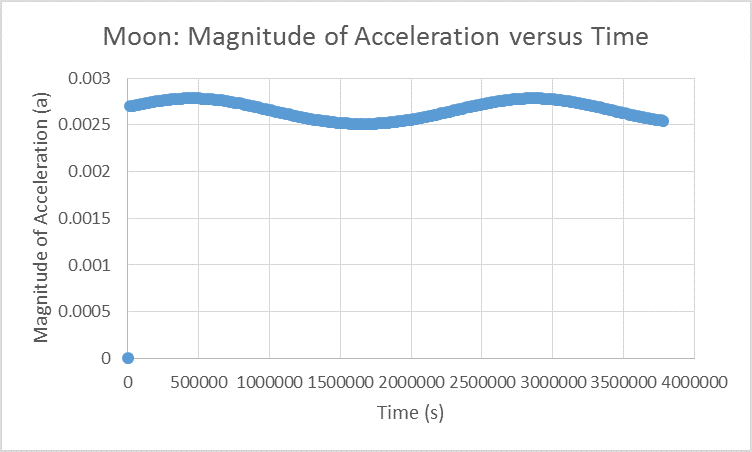 Moon: Magnitude of Acceleration versus Time
Magnitude of Acceleration (a)
0.003
0.0025
0.002
0.0015
0.001
0.0005
0
0 500000 1000000 1500000 2000000 2500000 3000000 3500000 4000000
Time (s)